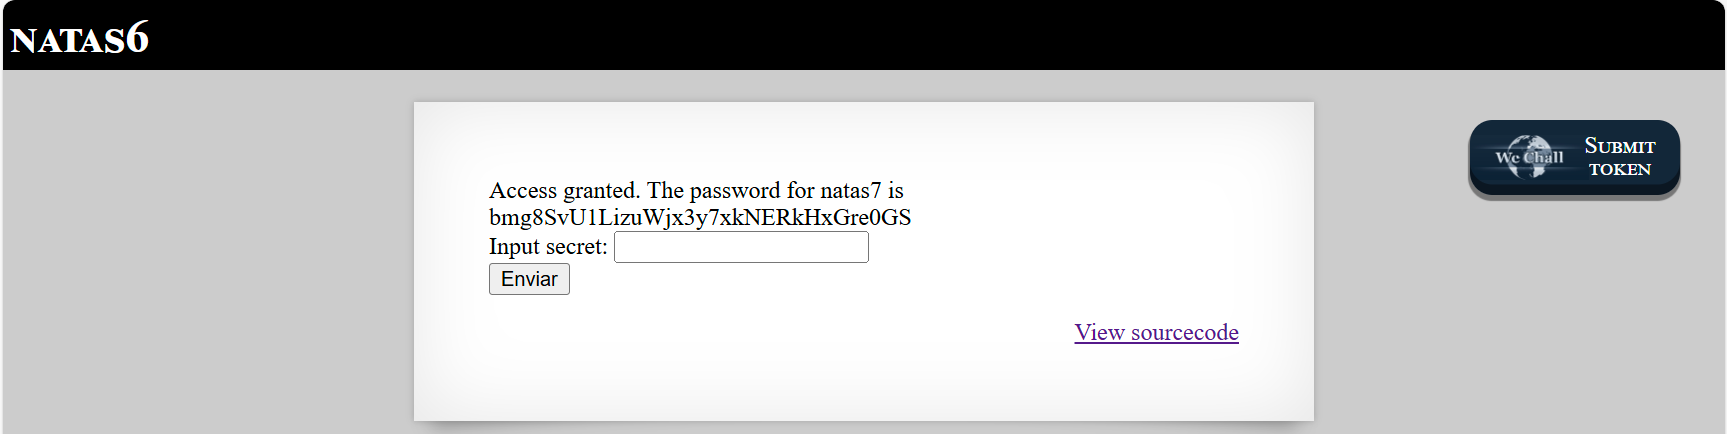 NATAS6
Access granted. The password for natas7 is
bmg8SvU1LizuWjx3y7xkNERkHxGre0GS
Input secret:
Enviar
View sourcecode
We Chall
SUBMIT
TOKEN